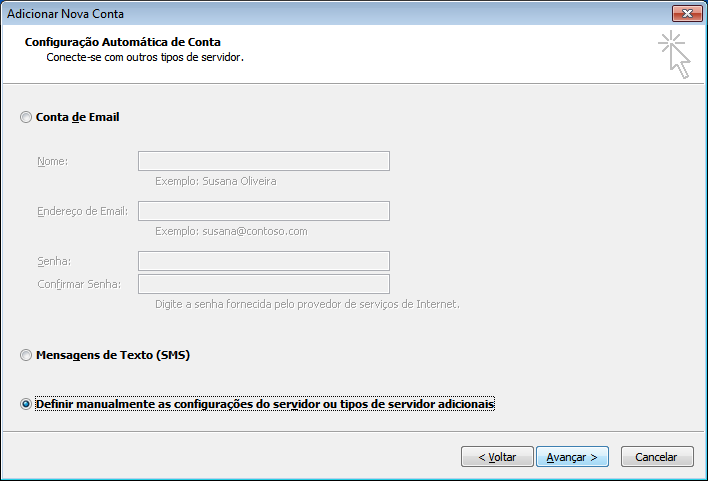 Adicionar Nova Conta
Configuração Automática de Conta
Conecte-se com outros tipos de servidor.
Conta de Email
Nome:
Exemplo: Susana Oliveira
Endereço de Email:
Exemplo: susana@contoso.com
Senha:
Confirmar Senha:
Digite a senha fornecida pelo provedor de serviços de Internet.
Mensagens de Texto (SMS)
Definir manualmente as configurações do servidor ou tipos de servidor adicionais
< Voltar
Avançar >
Cancelar